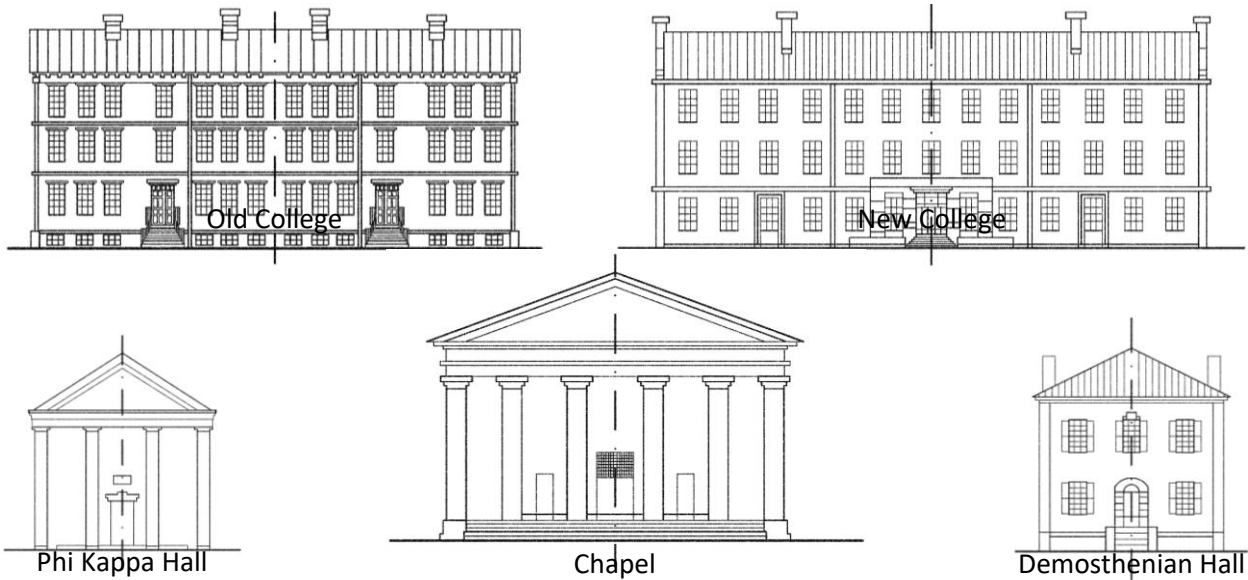 Old College
New College
Phi Kappa Hall
Chapel
Demosthenian Hall